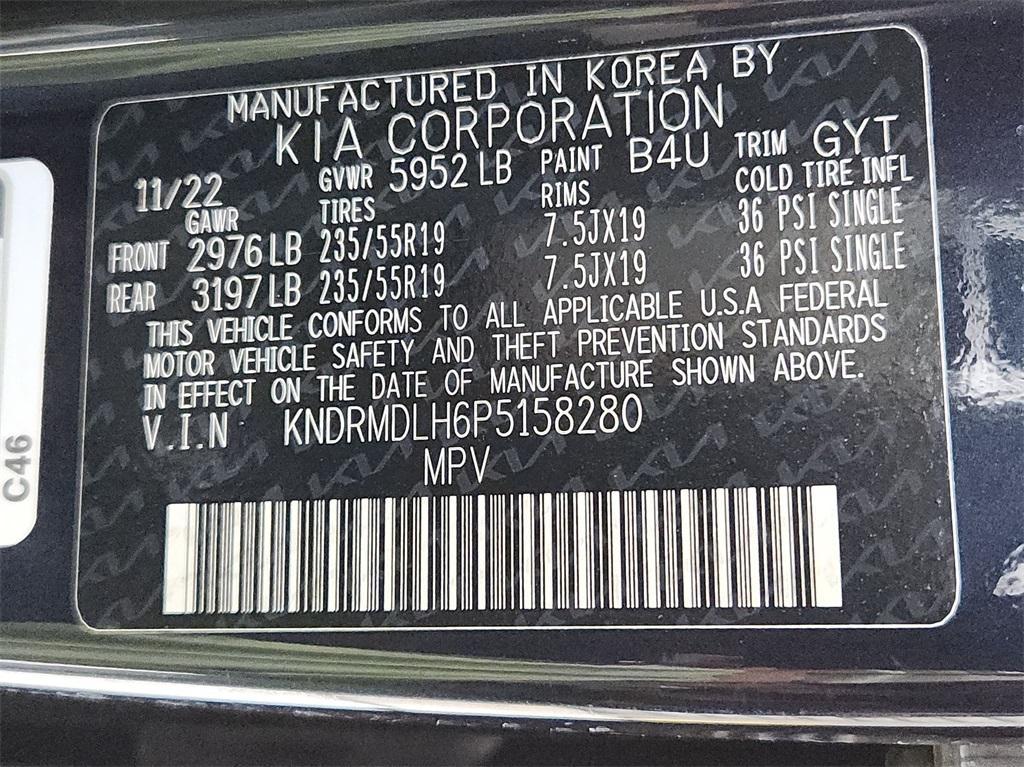 MANUFACTURED IN KOREA BY
KIA CORPORATION
11/22 GVWR 5952 LB PAINT B4U TRIM GYT
GAWR TIRES RIMS COLD TIRE INFL
FRONT 2976 LB 235/55R19 7.5JX19 36 PSI SINGLE
REAR 3197 LB 235/55R19 7.5JX19 36 PSI SINGLE
THIS VEHICLE CONFORMS TO ALL APPLICABLE U.S.A FEDERAL
MOTOR VEHICLE SAFETY AND THEFT PREVENTION STANDARDS
IN EFFECT ON THE DATE OF MANUFACTURE SHOWN ABOVE.
V.I.N KNDRMDLH6P5158280
MPV
C46